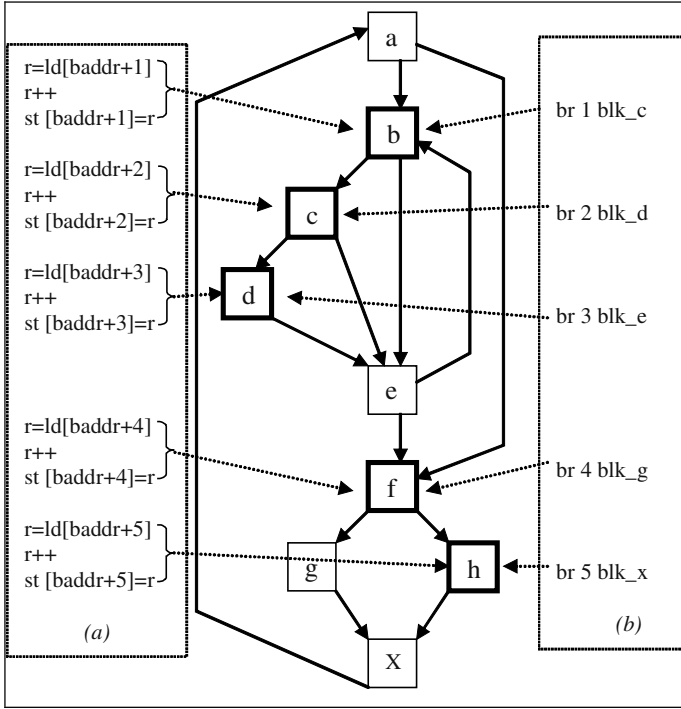 a
r=ld[baddr+1]
r++
st [baddr+1]=r
b
br 1 blk_c
r=ld[baddr+2]
r++
st [baddr+2]=r
c
br 2 blk_d
r=ld[baddr+3]
r++
st [baddr+3]=r
d
br 3 blk_e
e
r=ld[baddr+4]
r++
st [baddr+4]=r
f
br 4 blk_g
r=ld[baddr+5]
r++
st [baddr+5]=r
g
h
br 5 blk_x
(a)
(b)
X